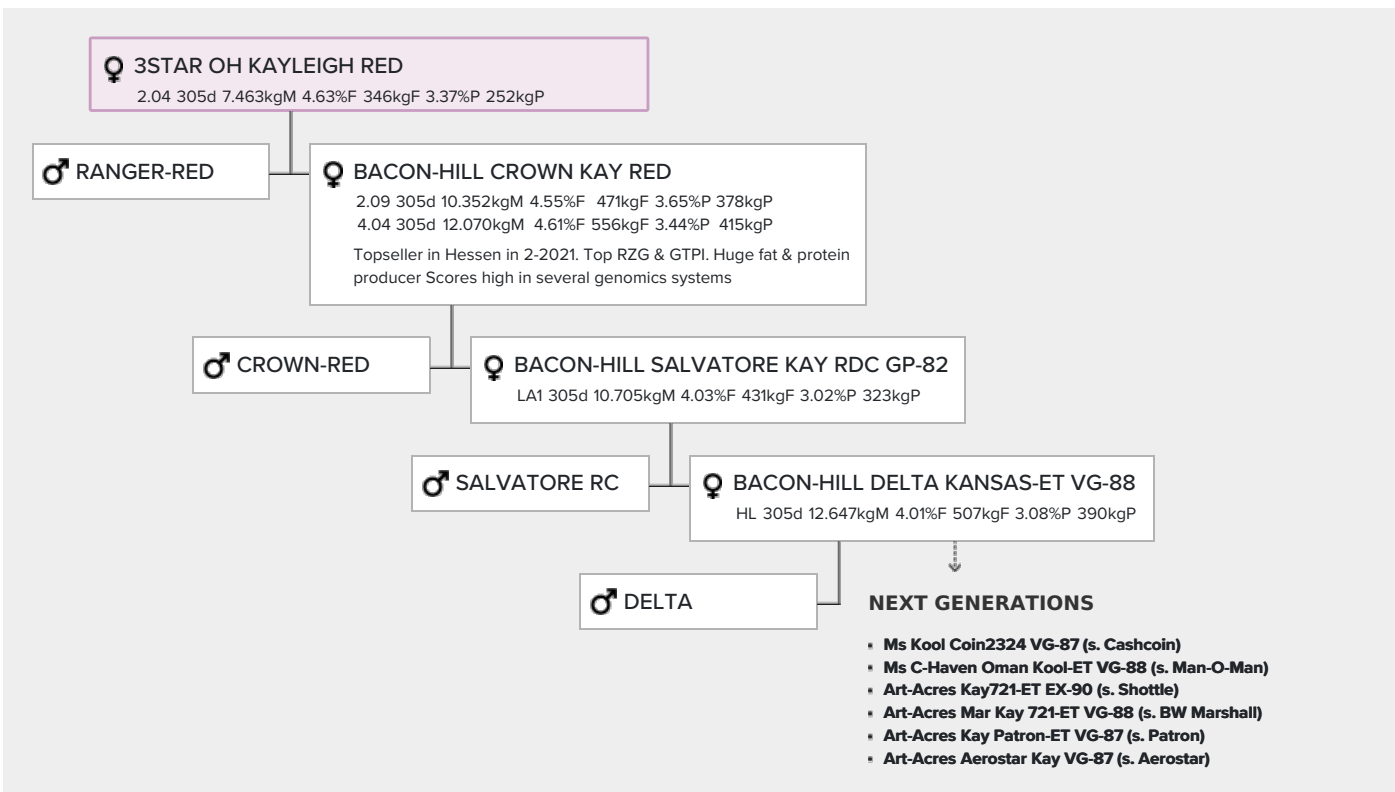 3STAR OH KAYLEIGH RED
2.04 305d 7.463kgM 4.63%F 346kgF 3.37%P 252kgP
RANGER-RED
BACON-HILL CROWN KAY RED
2.09 305d 10.352kgM 4.55%F 471kgF 3.65%P 378kgP
4.04 305d 12.070kgM 4.61%F 556kgF 3.44%P 415kgP
Topseller in Hessen in 2-2021. Top RZG & GTPI. Huge fat & protein
producer Scores high in several genomics systems
CROWN-RED
BACON-HILL SALVATORE KAY RDC GP-82
LA1 305d 10.705kgM 4.03%F 431kgF 3.02%P 323kgP
SALVATORE RC
BACON-HILL DELTA KANSAS-ET VG-88
HL 305d 12.647kgM 4.01%F 507kgF 3.08%P 390kgP
DELTA
NEXT GENERATIONS
Ms Kool Coin2324 VG-87 (s. Cashcoin)
Ms C-Haven Oman Kool-ET VG-88 (s. Man-O-Man)
Art-Acres Kay721-ET EX-90 (s. Shottle)
Art-Acres Mar Kay 721-ET VG-88 (s. BW Marshall)
Art-Acres Kay Patron-ET VG-87 (s. Patron)
Art-Acres Aerostar Kay VG-87 (s. Aerostar)